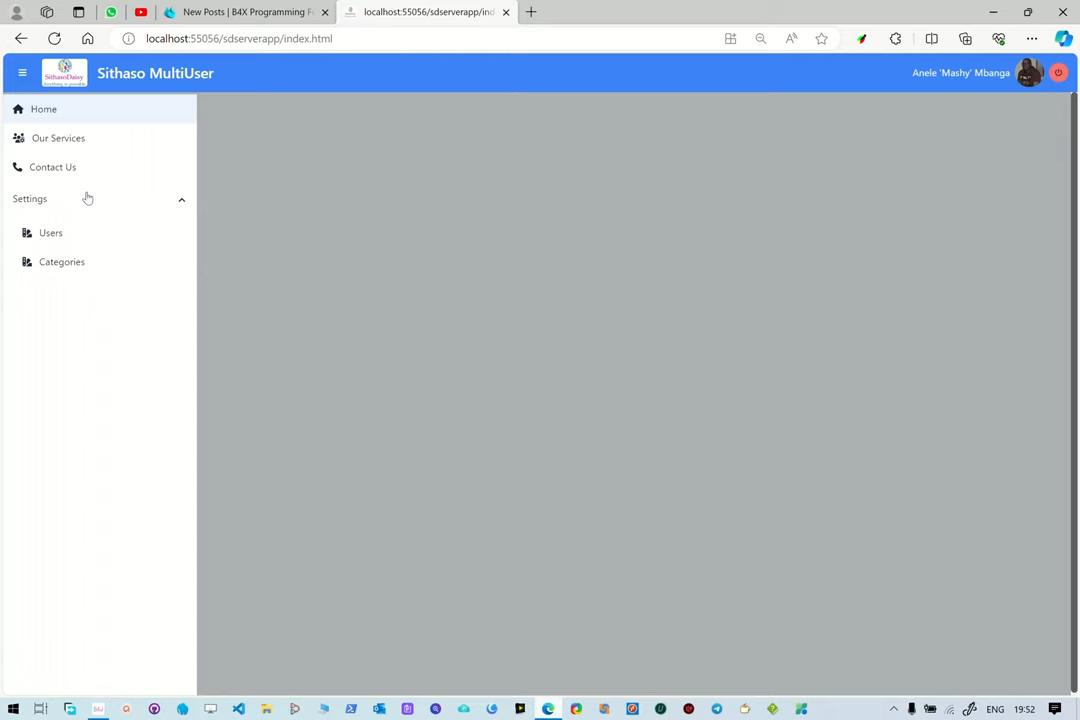 New Posts | B4X Programming F
localhost:55056/sdserverapp/ind
localhost:55056/sdserverapp/index.html
SithasoDaisy
Sithaso MultiUser
Anele 'Mashy' Mbanga
Home
Our Services
Contact Us
Settings
Users
Categories
ENG
19:52